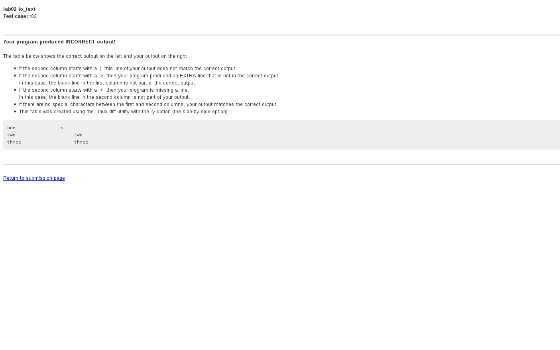 lab02 to_text
Test case: t02
Your program produced INCORRECT output!
The table below shows the correct output on the left and your output on the right
If the second column starts with a | this line of your output does not match the correct output
If the second column starts with a > then your program produced an EXTRA line that is not in the correct output
In this case, the blank line in the first column is not part of the correct output.
If the second column starts with a < then your program is missing a line.
In this case, the blank line in the second column is not part of your output.
If there are no special characters between the first and second columns, your output matches the correct output
This table was created using the Linux diff utility with the -y option (the side by side option)
one <
two two
three three
Return to submission page